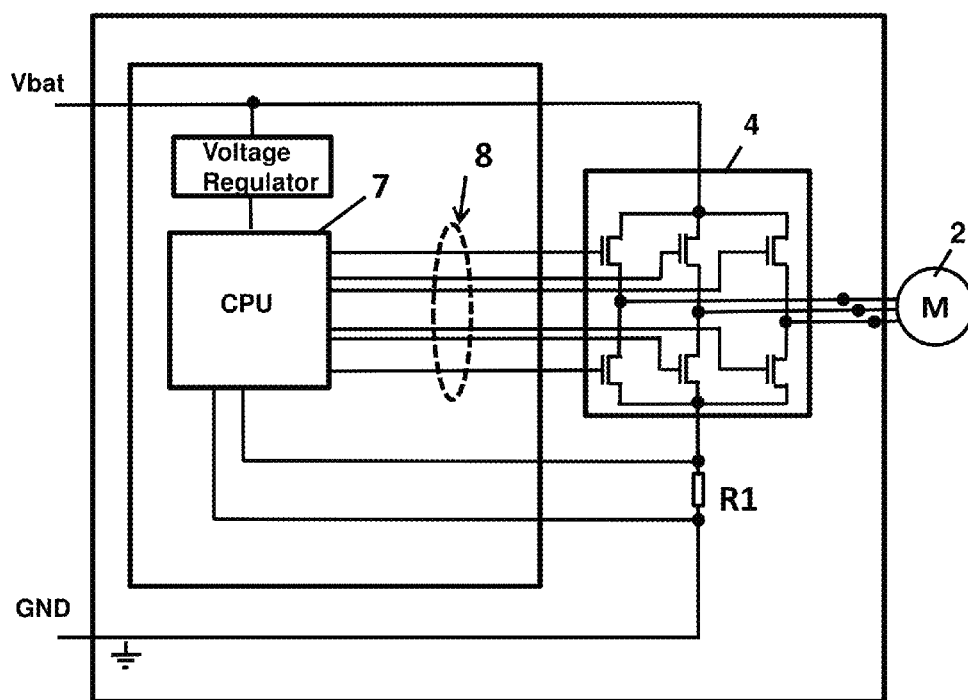 Vbat
Voltage
Regulator
7
8
4
2
CPU
M
R1
GND